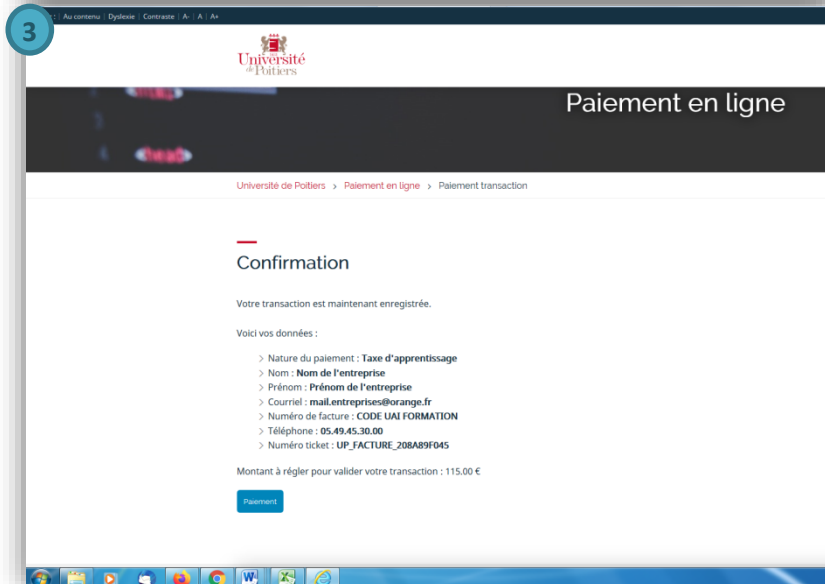 3
Au contenu | Dyslexie | Contraste | A- | A | A+
Université
de Poitiers
Paiement en ligne
Université de Poitiers > Paiement en ligne > Paiement transaction
Confirmation
Votre transaction est maintenant enregistrée.
Voici vos données :
> Nature du paiement : Taxe d'apprentissage
> Nom : Nom de l'entreprise
> Prénom : Prénom de l'entreprise
> Courriel : mail.entreprises@orange.fr
> Numéro de facture : CODE UAI FORMATION
> Téléphone : 05.49.45.30.00
> Numéro ticket : UP_FACTURE_208A89F045
Montant à régler pour valider votre transaction : 115.00 €
Paiement